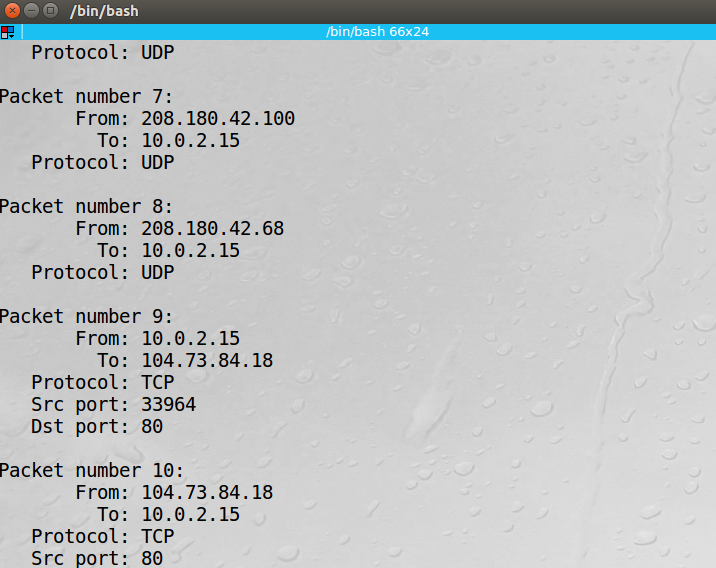 /bin/bash
/bin/bash 66x24
Protocol: UDP
Packet number 7:
From: 208.180.42.100
To: 10.0.2.15
Protocol: UDP
Packet number 8:
From: 208.180.42.68
To: 10.0.2.15
Protocol: UDP
Packet number 9:
From: 10.0.2.15
To: 104.73.84.18
Protocol: TCP
Src port: 33964
Dst port: 80
Packet number 10:
From: 104.73.84.18
To: 10.0.2.15
Protocol: TCP
Src port: 80